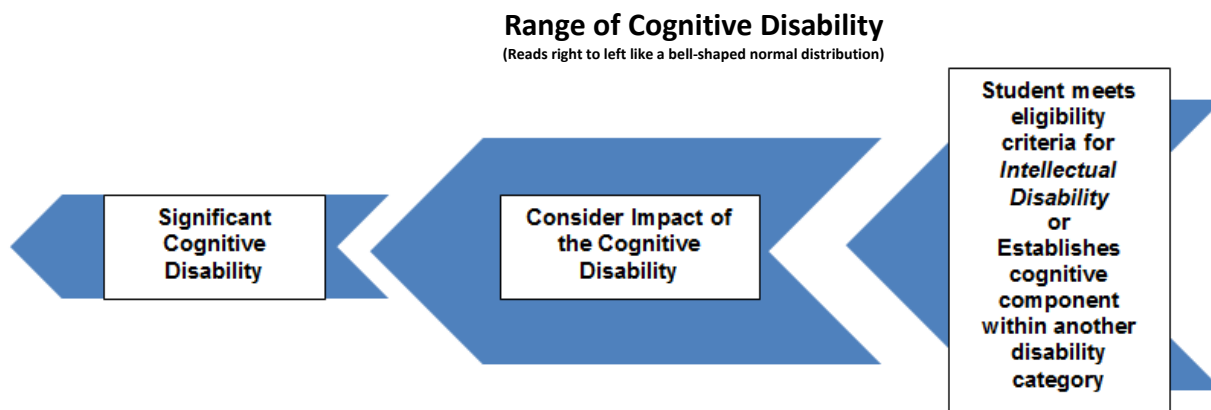 Range of Cognitive Disability
(Reads right to left like a bell-shaped normal distribution)
Student meets
eligibility
criteria for
Intellectual
Disability
or
Establishes
cognitive
component
within another
disability
category
Consider Impact of
the Cognitive
Disability
Significant
Cognitive
Disability